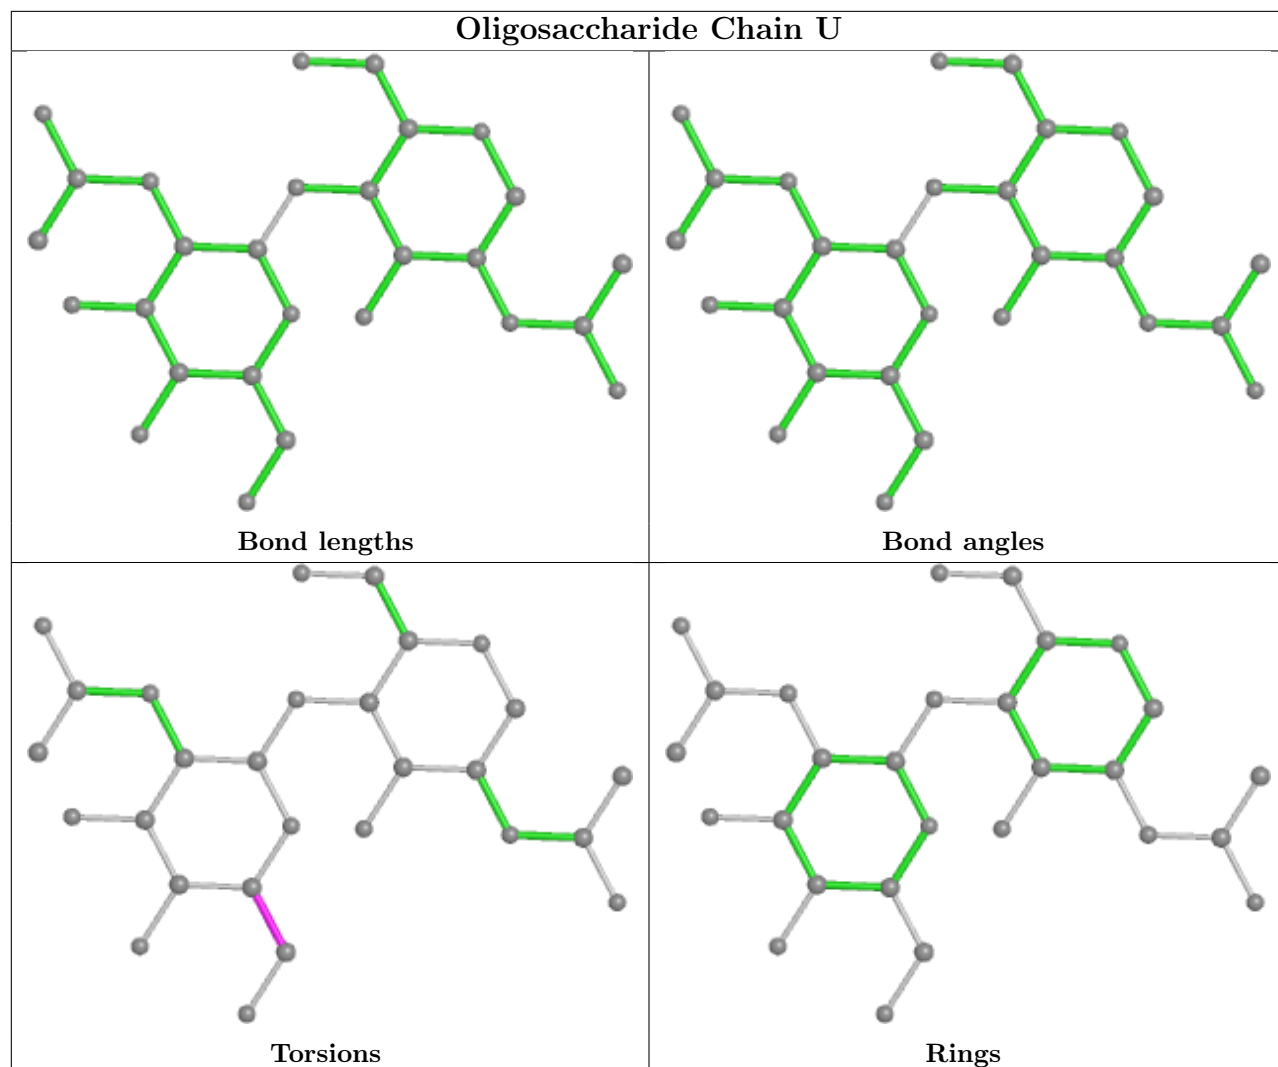 Oligosaccharide Chain U
Bond lengths
Bond angles
Torsions
Rings